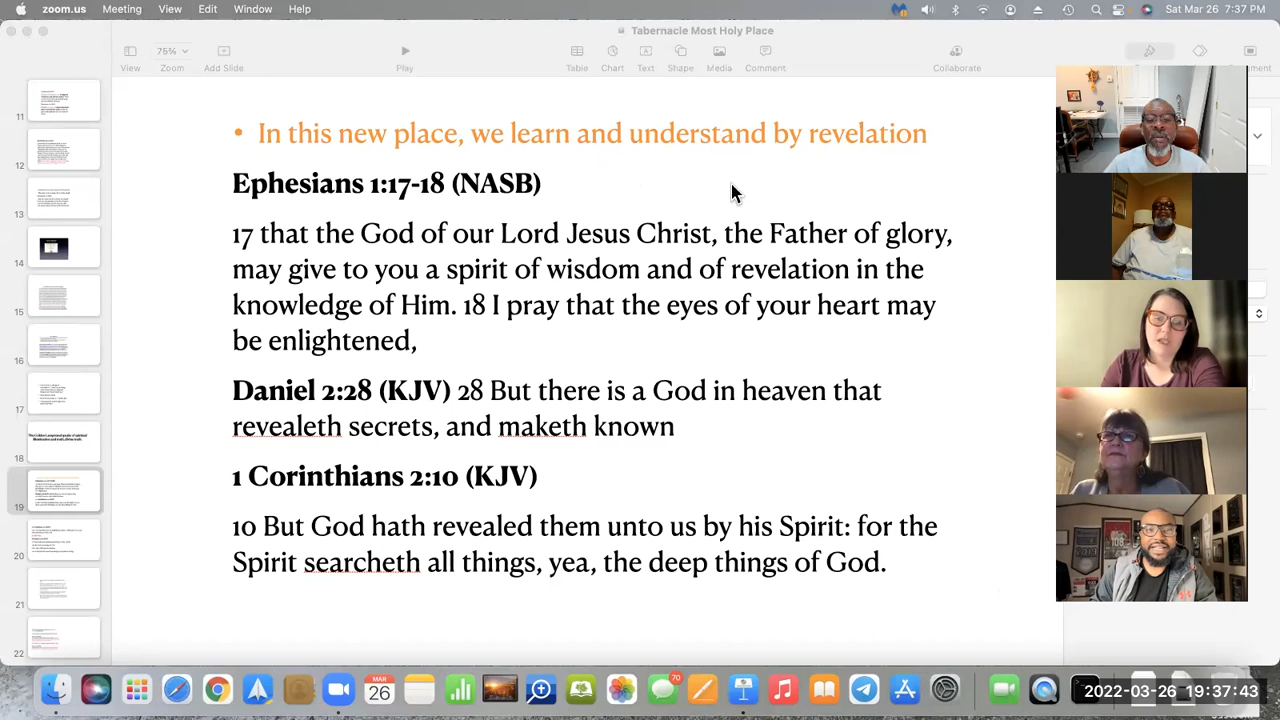 zoom.us Meeting View Edit Window Help Sat Mar 26 7:37 PM
Tabernacle Most Holy Place
75%
View Zoom Add Slide Play Table Chart Text Shape Media Comment Collaborate
• In this new place, we learn and understand by revelation
Ephesians 1:17-18 (NASB)
17 that the God of our Lord Jesus Christ, the Father of glory,
may give to you a spirit of wisdom and of revelation in the
knowledge of Him. 18 I pray that the eyes of your heart may
be enlightened,
Daniel 2:28 (KJV) 28 But there is a God in heaven that
revealeth secrets, and maketh known
1 Corinthians 2:10 (KJV)
10 But God hath revealed them unto us by his Spirit: for the
Spirit searcheth all things, yea, the deep things of God.
11
12
13
14
15
16
17
18
19
20
21
22
MAR
26
70
2022-03-26 19:37:43